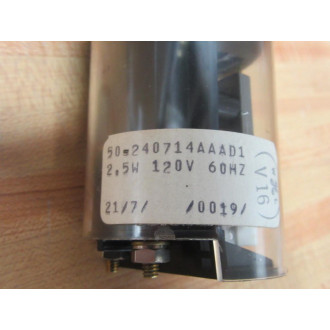 50=240714AAAD1
2,5W 120V 60HZ
21/7/ /0019/
(V16)